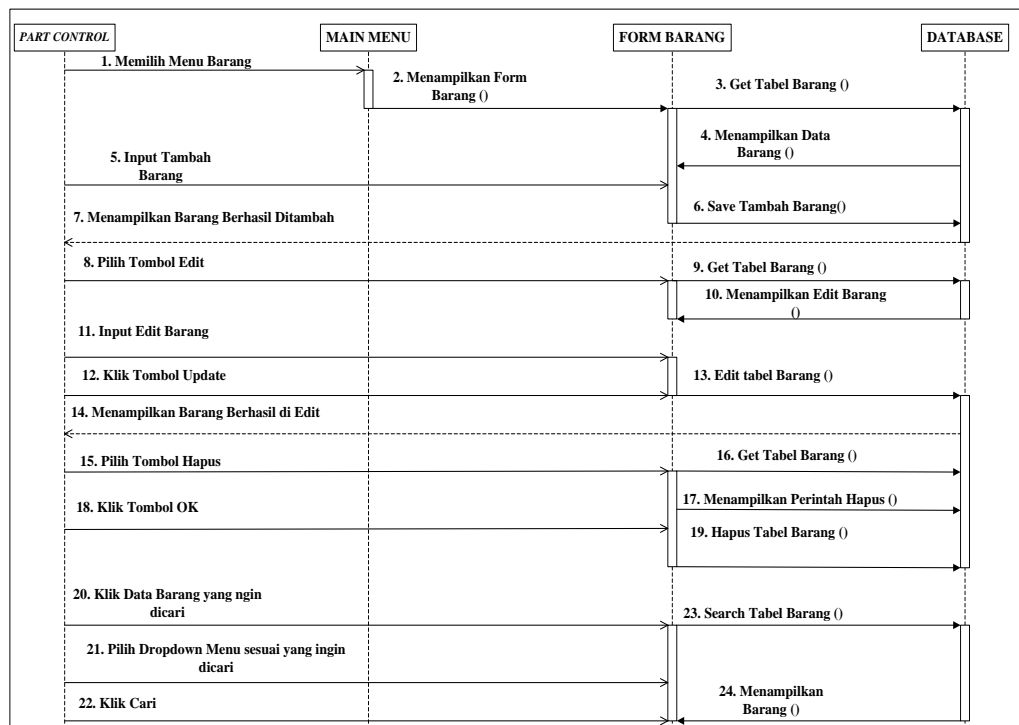 PART CONTROL
MAIN MENU
FORM BARANG
DATABASE
1. Memilih Menu Barang
2. Menampilkan Form
Barang ()
3. Get Tabel Barang ()
4. Menampilkan Data
Barang ()
5. Input Tambah
Barang
6. Save Tambah Barang()
7. Menampilkan Barang Berhasil Ditambah
8. Pilih Tombol Edit
9. Get Tabel Barang ()
10. Menampilkan Edit Barang
()
11. Input Edit Barang
12. Klik Tombol Update
13. Edit tabel Barang ()
14. Menampilkan Barang Berhasil di Edit
15. Pilih Tombol Hapus
16. Get Tabel Barang ()
17. Menampilkan Perintah Hapus ()
18. Klik Tombol OK
19. Hapus Tabel Barang ()
20. Klik Data Barang yang ngin
dicari
23. Search Tabel Barang ()
21. Pilih Dropdown Menu sesuai yang ingin
dicari
22. Klik Cari
24. Menampilkan
Barang ()